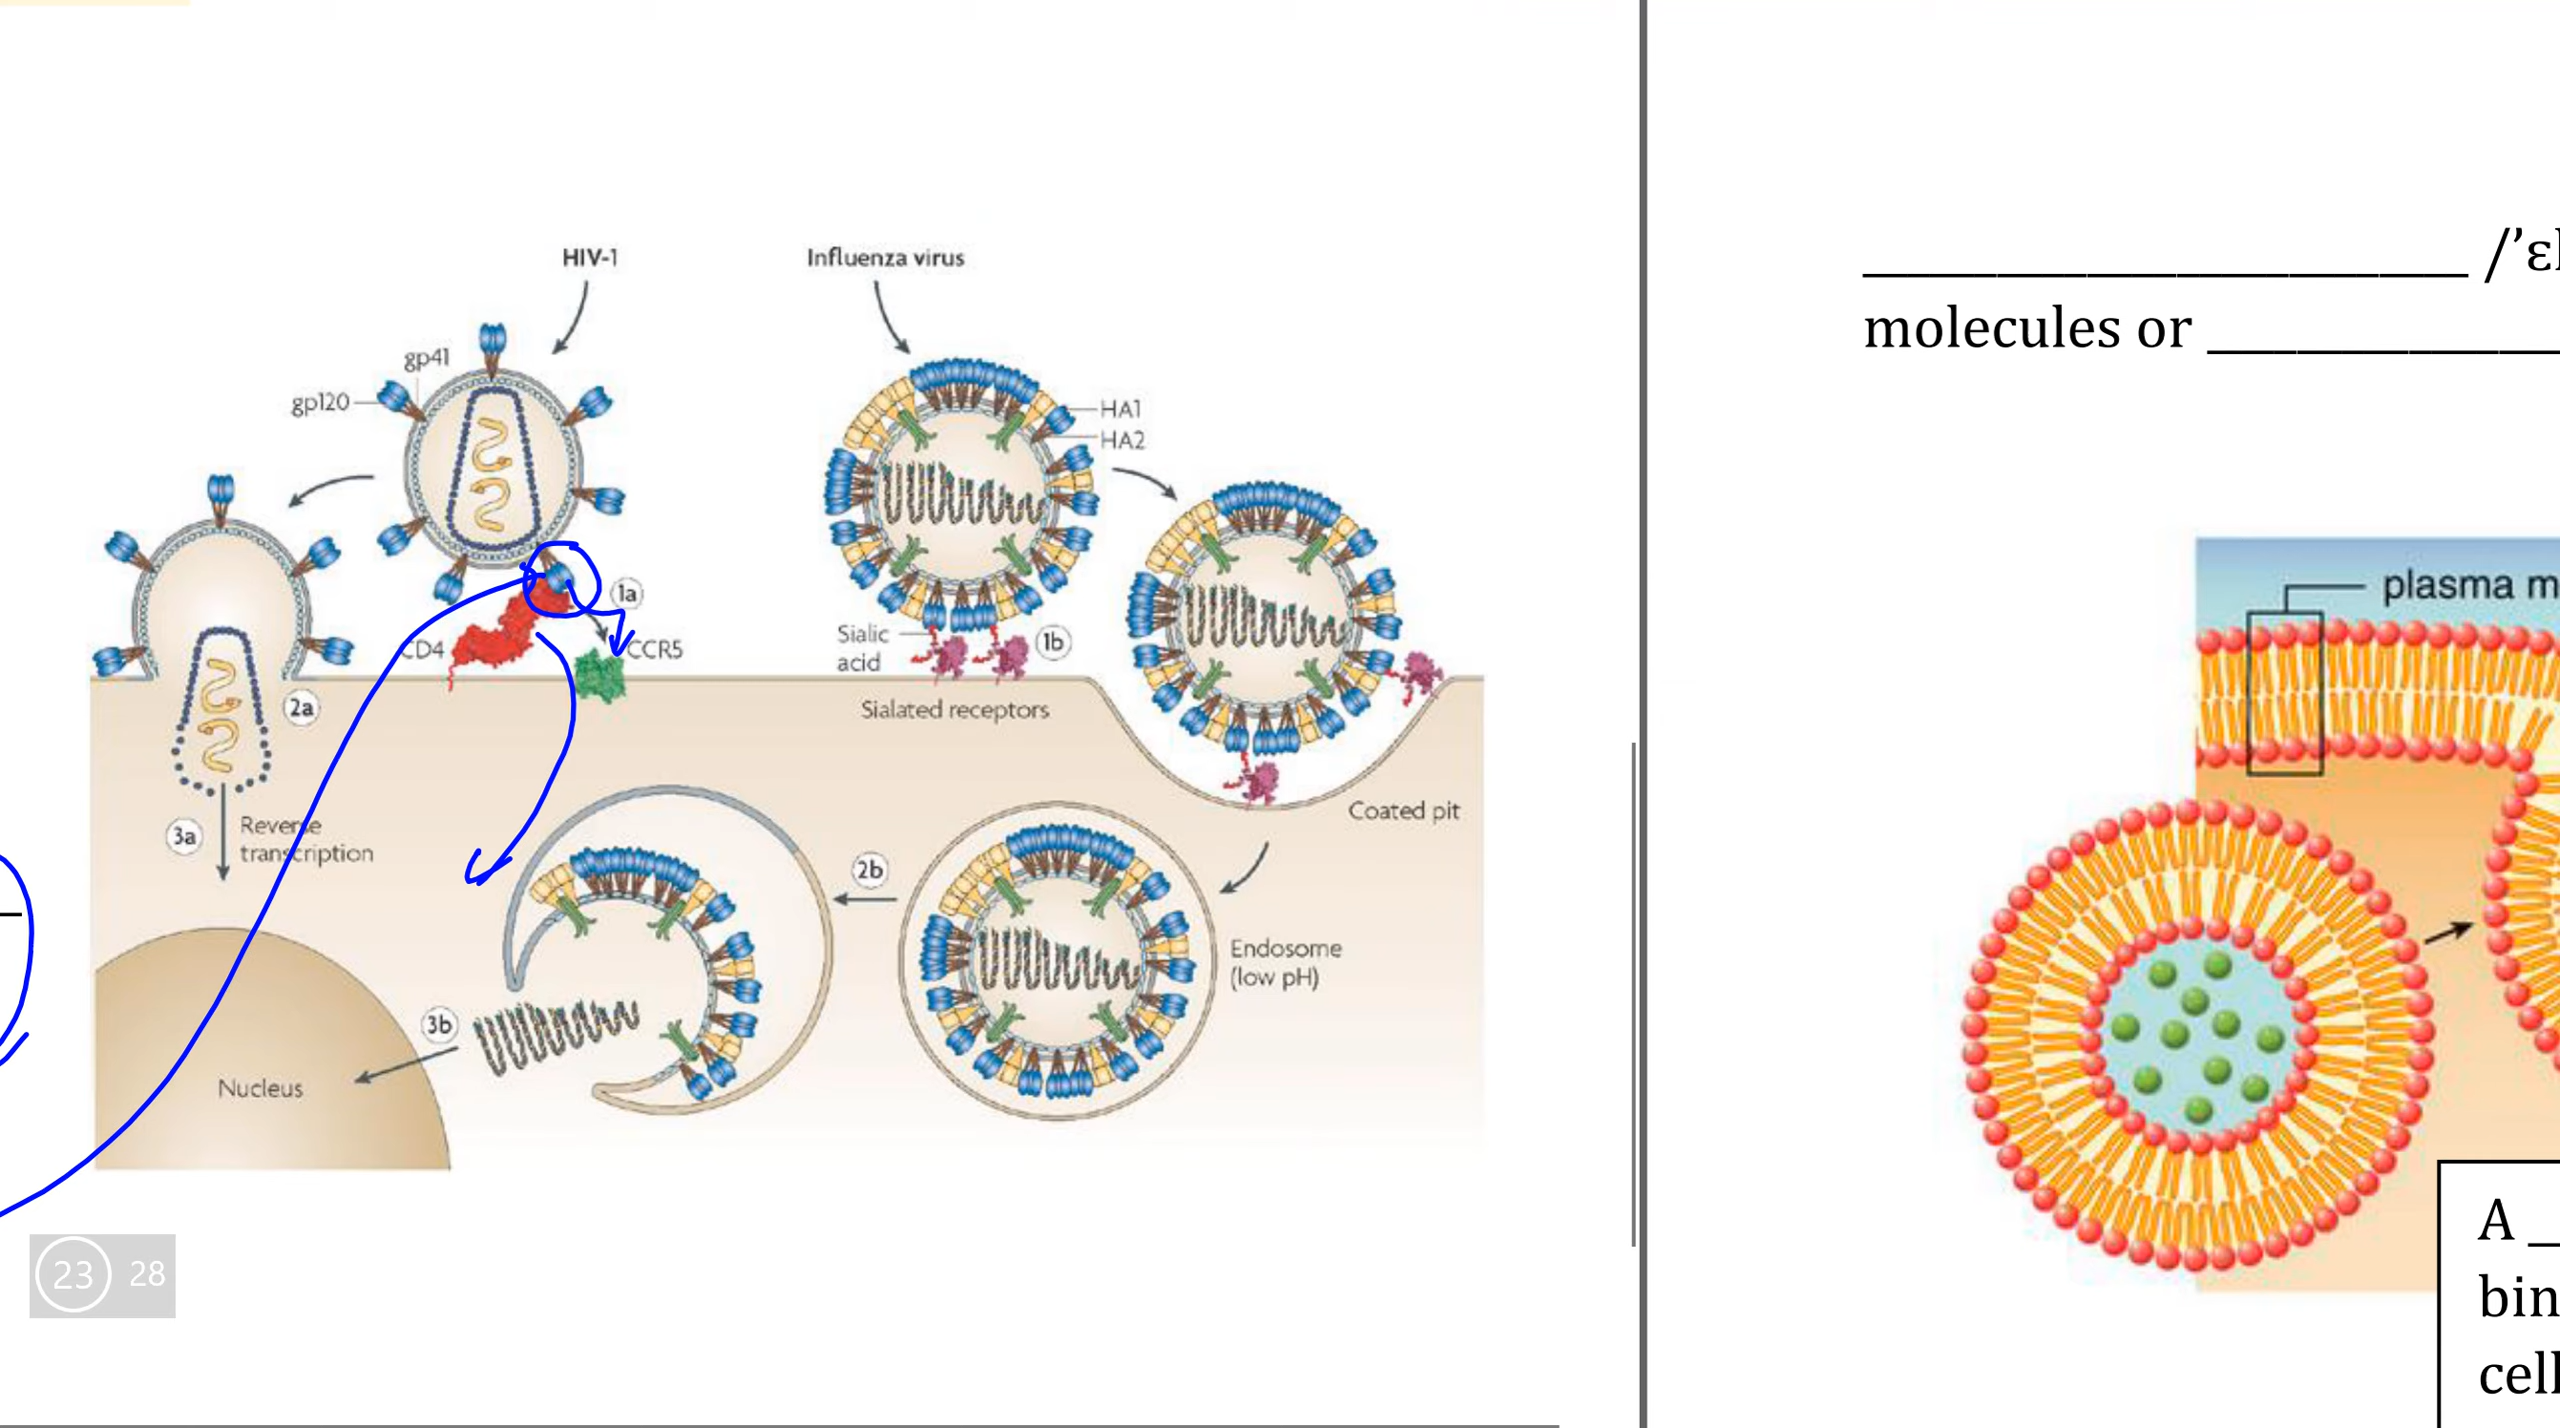 HIV-1
Influenza virus
gp41
gp120
HA1
HA2
1a
CD4
CCR5
Sialic
acid
1b
2a
Sialated receptors
3a
Reverse
transcription
Coated pit
2b
Endosome
(low pH)
3b
Nucleus
23 28
molecules or
plasma m
A
bin
cell